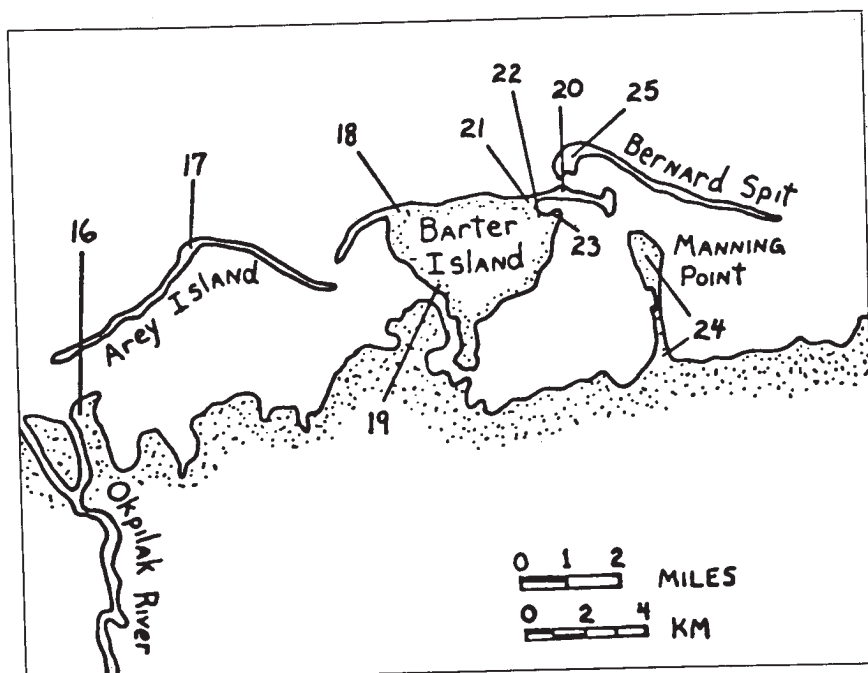 22
20
25
21
18
17
16
Bernard Spit
Barter
Island
23
Manning
Point
Arey Island
24
19
Okpilak River
0 1 2
MILES
0 2 4
KM